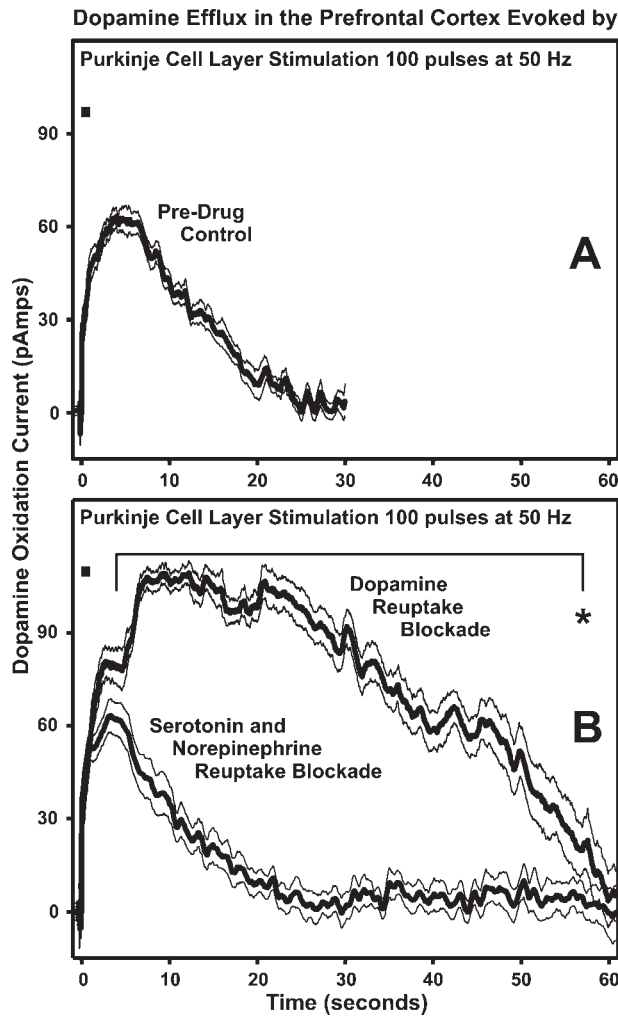 Dopamine Efflux in the Prefrontal Cortex Evoked by
Purkinje Cell Layer Stimulation 100 pulses at 50 Hz
90
60
30
0
Pre-Drug
Control
A
0 10 20 30 40 50 60
Dopamine Oxidation Current (pAmps)
Purkinje Cell Layer Stimulation 100 pulses at 50 Hz
90
60
30
0
Dopamine
Reuptake
Blockade
*
B
Serotonin and
Norepinephrine
Reuptake Blockade
0 10 20 30 40 50 60
Time (seconds)